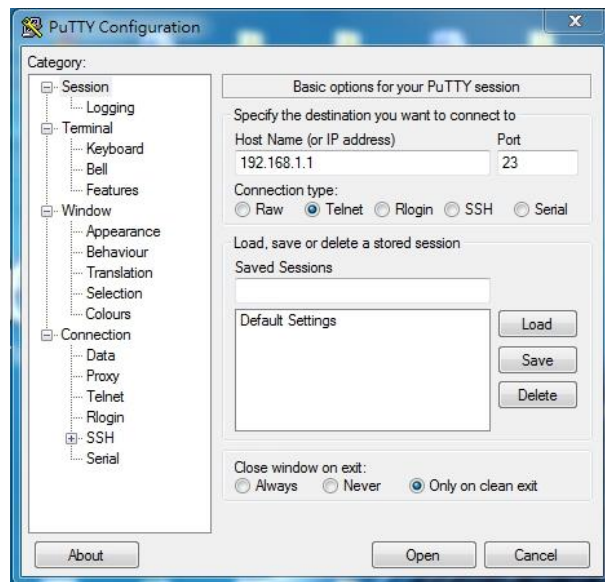 PuTTY Configuration
X
Category:
Session
Logging
Terminal
Keyboard
Bell
Features
Window
Appearance
Behaviour
Translation
Selection
Colours
Connection
Data
Proxy
Telnet
Rlogin
SSH
Serial
Basic options for your PuTTY session
Specify the destination you want to connect to
Host Name (or IP address) Port
192.168.1.1 23
Connection type:
Raw Telnet Rlogin SSH Serial
Load, save or delete a stored session
Saved Sessions
Default Settings
Load
Save
Delete
Close window on exit:
Always Never Only on clean exit
About Open Cancel